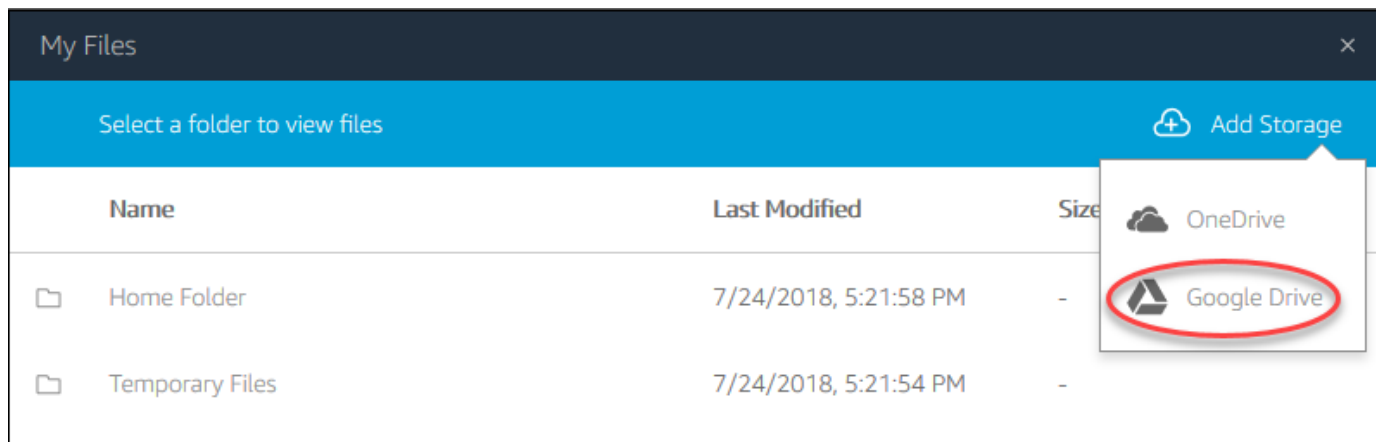 My Files
Select a folder to view files Add Storage
Name Last Modified Size
OneDrive
Home Folder 7/24/2018, 5:21:58 PM - Google Drive
Temporary Files 7/24/2018, 5:21:54 PM -